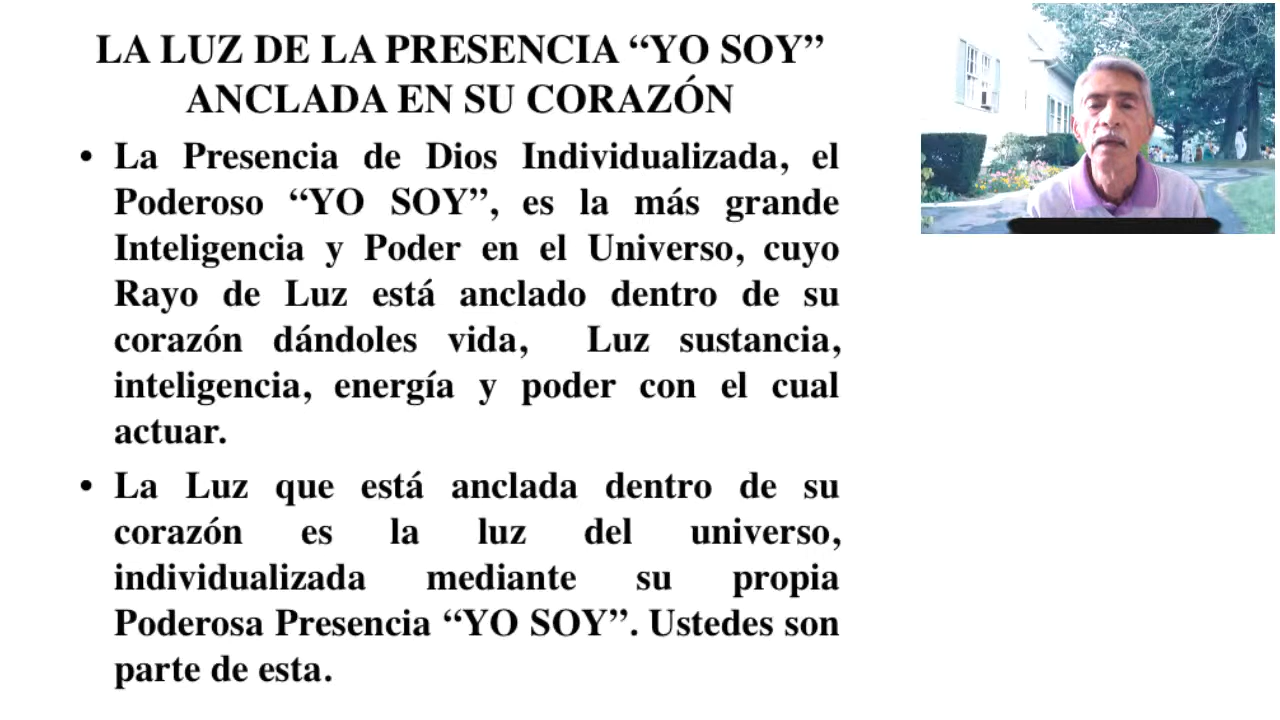 LA LUZ DE LA PRESENCIA “YO SOY”
ANCLADA EN SU CORAZÓN
• La Presencia de Dios Individualizada, el
Poderoso “YO SOY”, es la más grande
Inteligencia y Poder en el Universo, cuyo
Rayo de Luz está anclado dentro de su
corazón dándoles vida, Luz sustancia,
inteligencia, energía y poder con el cual
actuar.
• La Luz que está anclada dentro de su
corazón es la luz del universo,
individualizada mediante su propia
Poderosa Presencia “YO SOY”. Ustedes son
parte de esta.